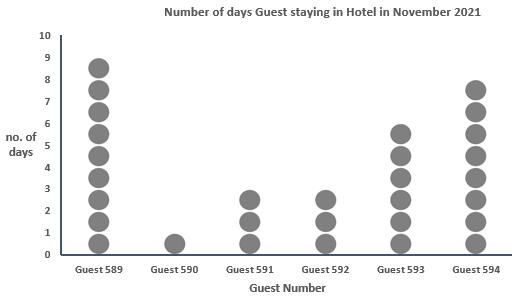 Number of days Guest staying in Hotel in November 2021
10
9
8
7
6
5
4
3
2
1
0
no. of
days
Guest 589 Guest 590 Guest 591 Guest 592 Guest 593 Guest 594
Guest Number